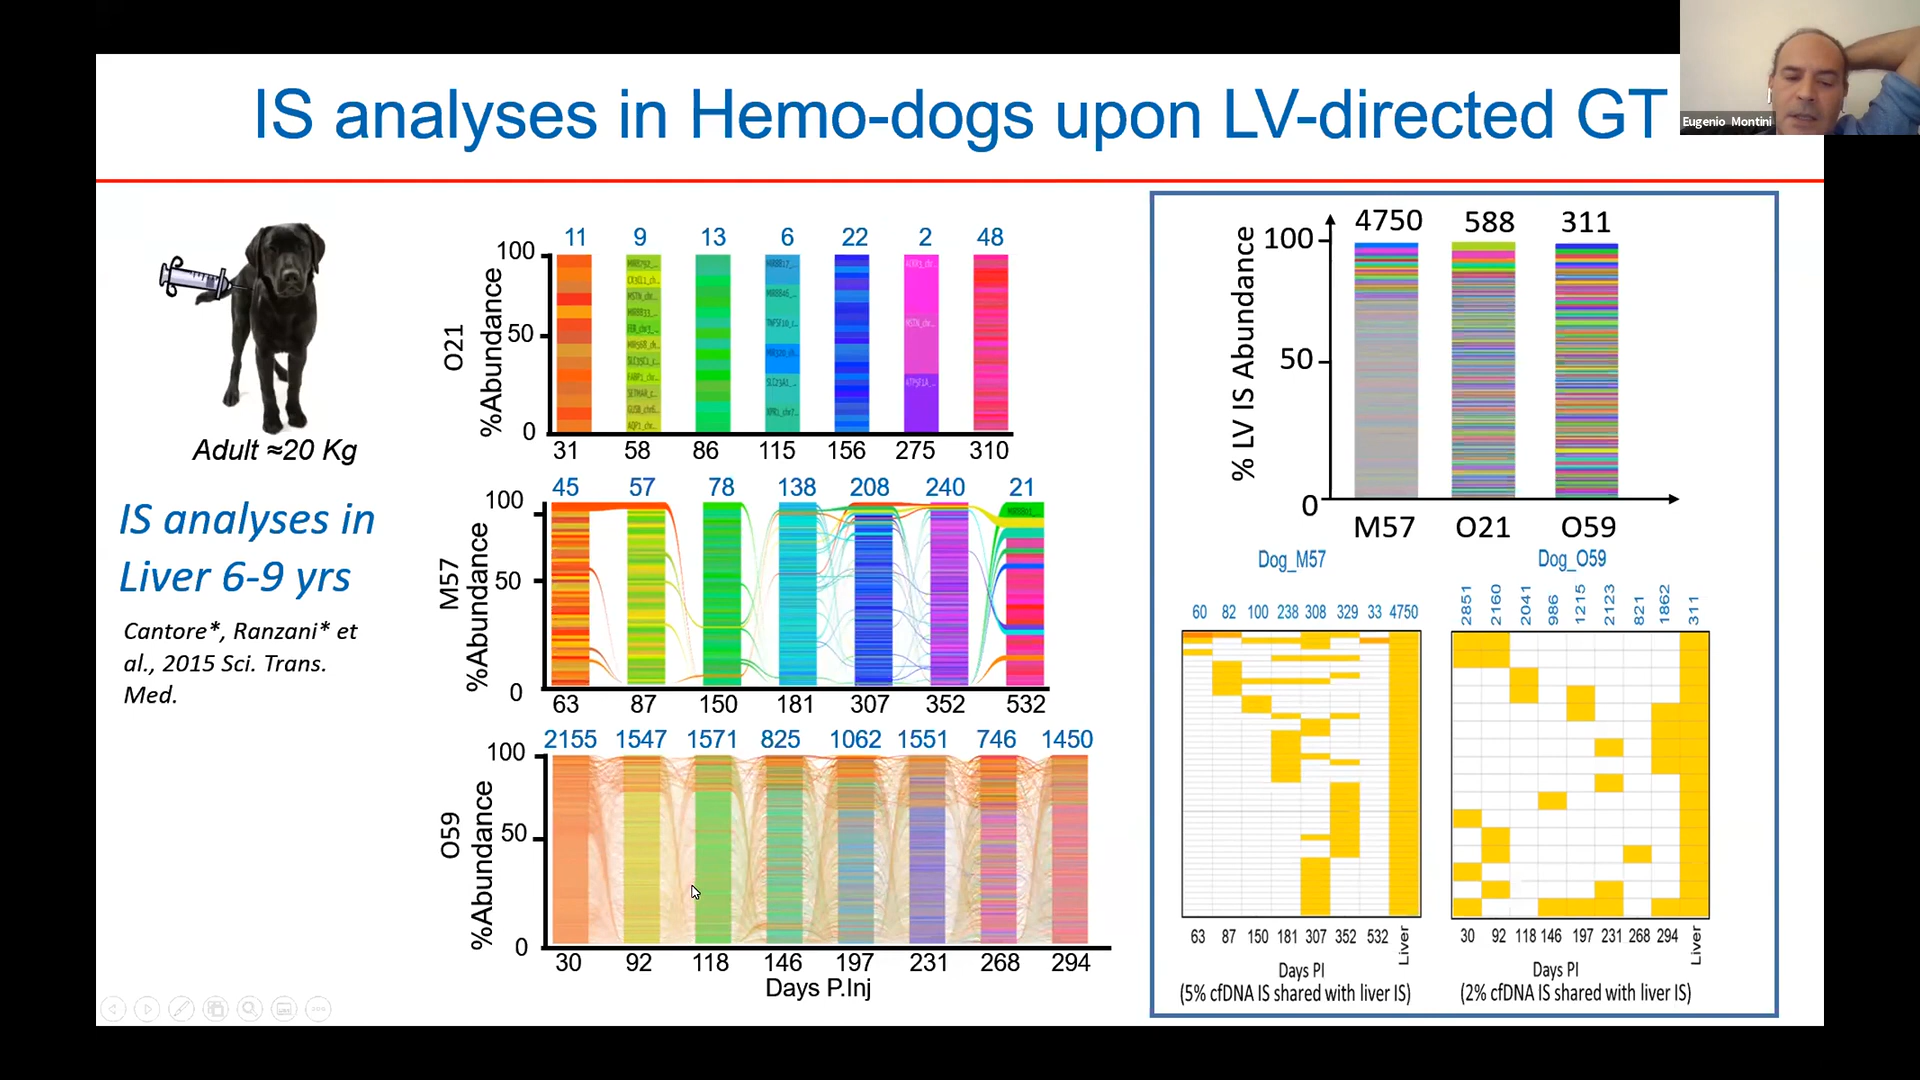 IS analyses in Hemo-dogs upon LV-directed GT
Eugenio Montini
Adult ≈20 Kg
IS analyses in
Liver 6-9 yrs
Cantore*, Ranzani* et
al., 2015 Sci. Trans.
Med.
O21
%Abundance
100
50
0
11 9 13 6 22 2 48
31 58 86 115 156 275 310
M57
%Abundance
100
50
0
45 57 78 138 208 240 21
63 87 150 181 307 352 532
O59
%Abundance
100
50
0
2155 1547 1571 825 1062 1551 746 1450
30 92 118 146 197 231 268 294
Days P.Inj
% LV IS Abundance
100
50
0
4750 588 311
M57 O21 O59
Dog_M57
60 82 100 238 308 329 33 4750
63 87 150 181 307 352 532 Liver
Days PI
(5% cfDNA IS shared with liver IS)
Dog_O59
2851 2160 2041 986 1215 2123 821 1862 311
30 92 118 146 197 231 268 294 Liver
Days PI
(2% cfDNA IS shared with liver IS)